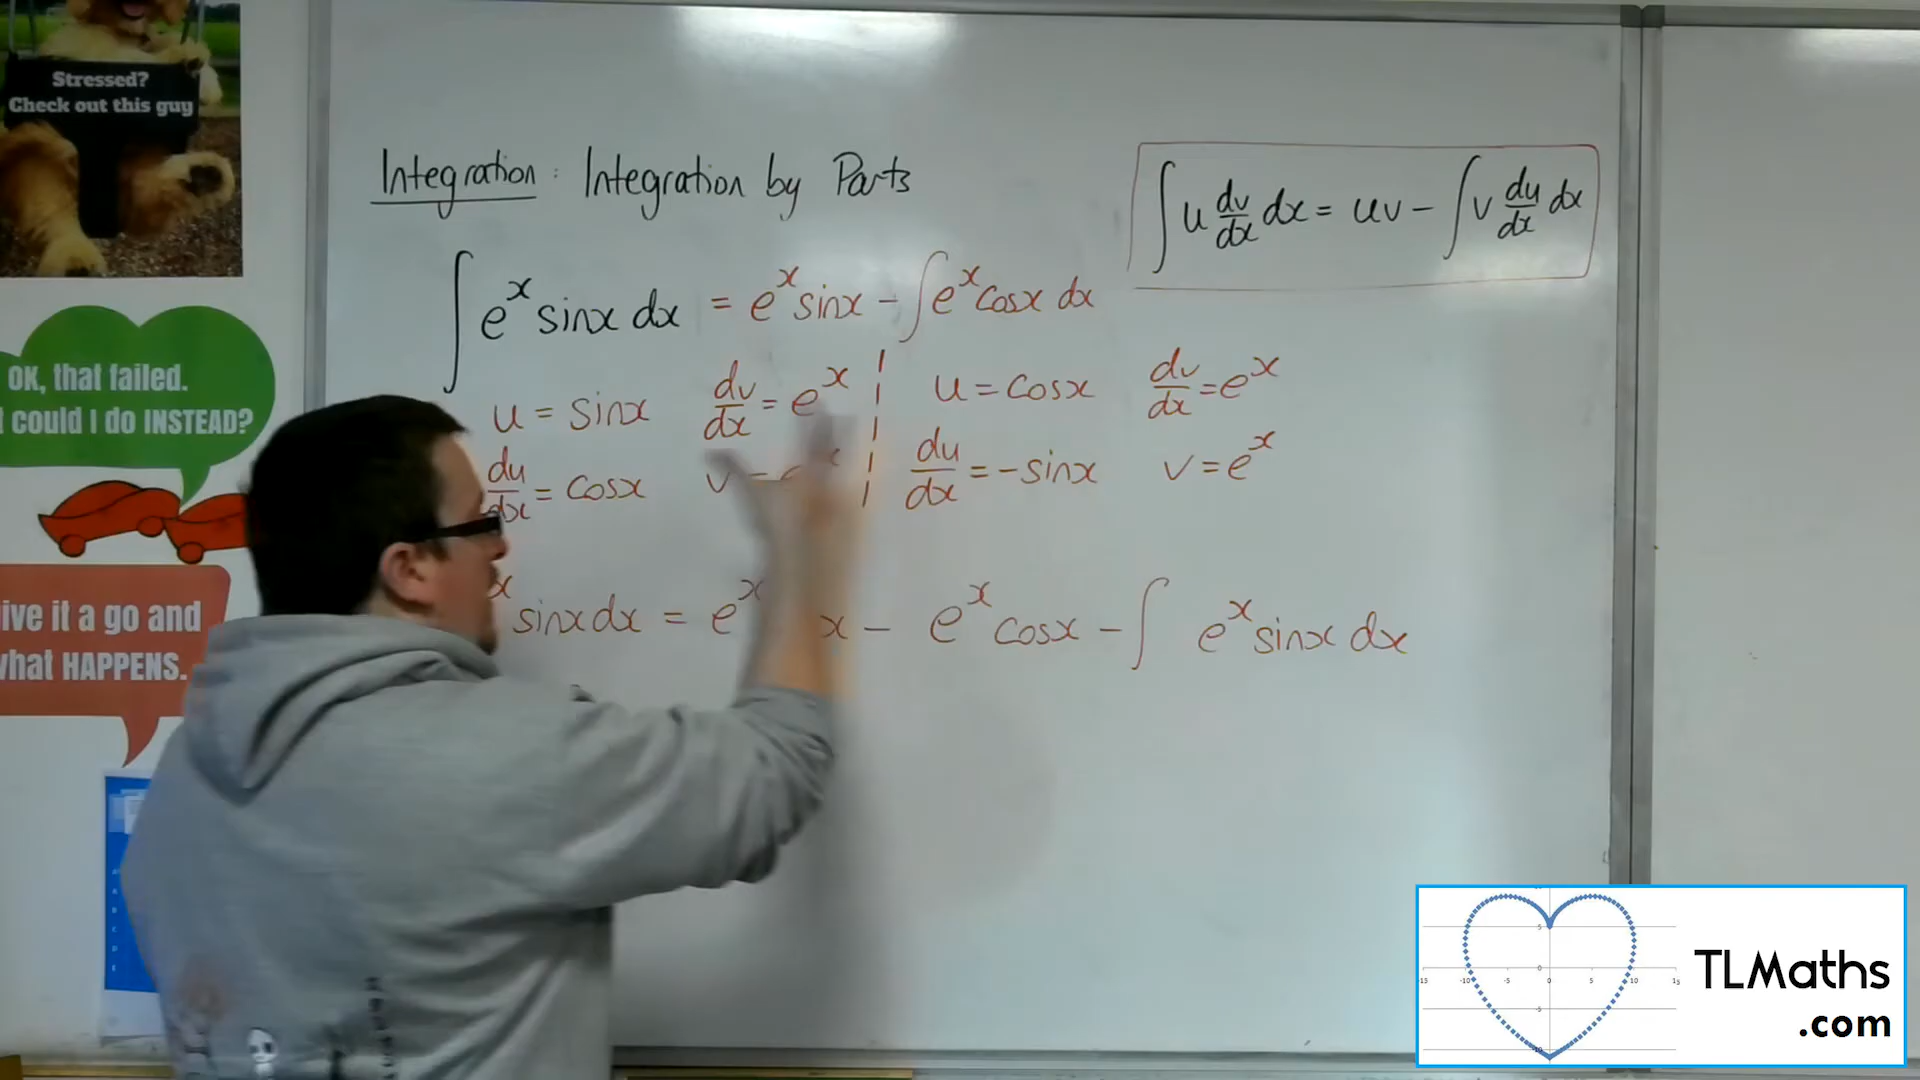 Stressed?
Check out this guy
Integration : Integration by Parts
∫ u dv/dx dx = uv - ∫ v du/dx dx
∫ e^x sinx dx = e^x sinx - ∫ e^x cosx dx
u = sinx dv/dx = e^x u = cosx dv/dx = e^x
du/dx = cosx v = du/dx = -sinx v = e^x
x sinx dx = e^x x - e^x cosx - ∫ e^x sinx dx
OK, that failed.
could I do INSTEAD?
ive it a go and
what HAPPENS.
TLMaths
.com